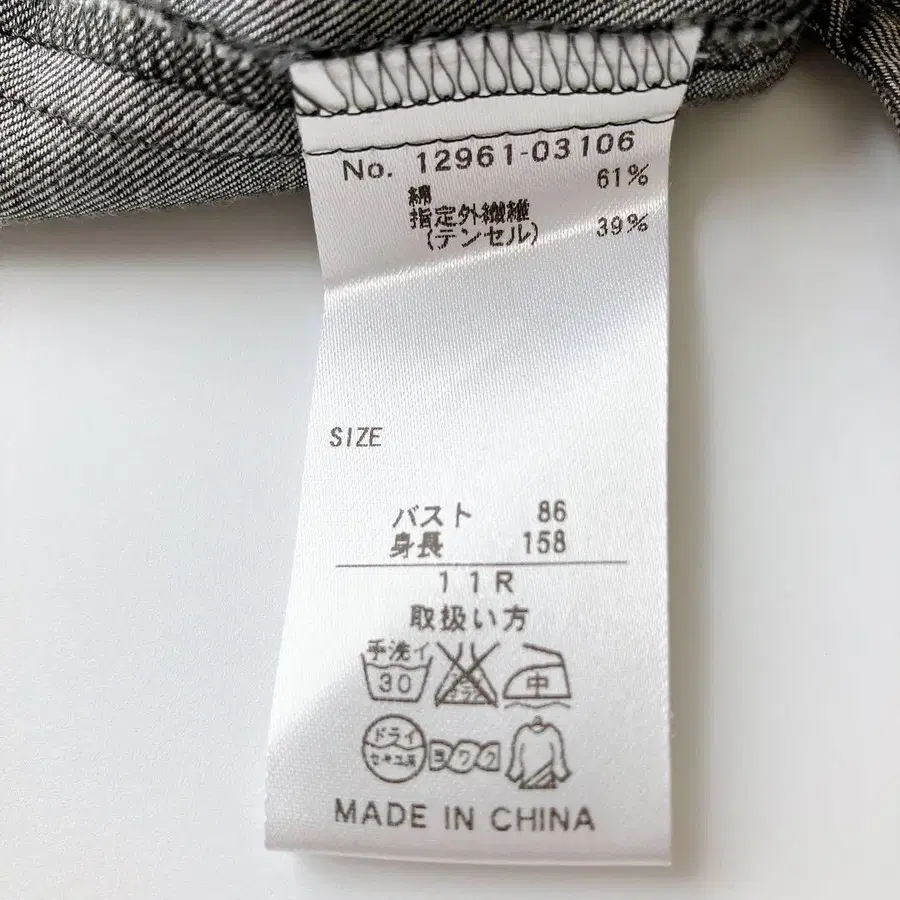 No. 12961-03106
綿 61%
指定外繊維
(テンセル) 39%
SIZE
バスト 86
身長 158
11R
取扱い方
手洗イ
30
中
ドライ
セキユ系
ヨワク
MADE IN CHINA